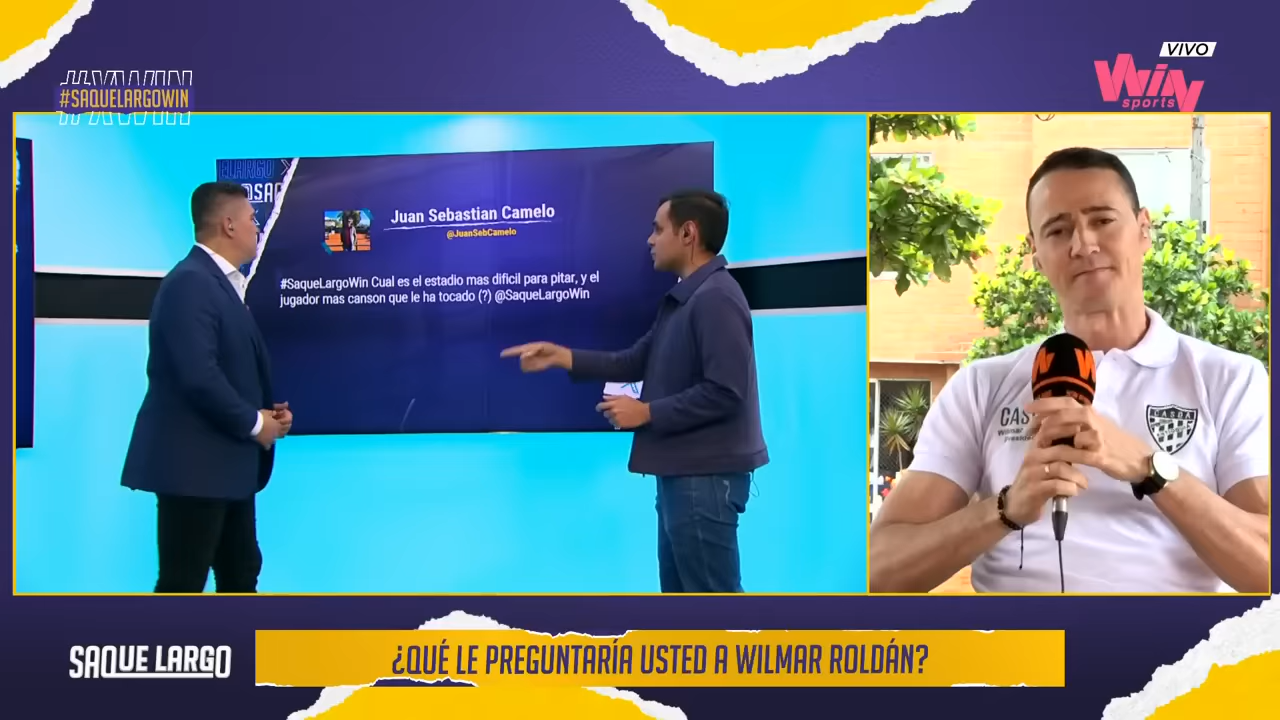 #SAQUELARGOWIN
VIVO
Win
sports
Juan Sebastian Camelo
@JuanSebCamelo
#SaqueLargoWin Cual es el estadio mas dificil para pitar, y el
jugador mas canson que le ha tocado (?) @SaqueLargoWin
CASDA
SAQUE LARGO
¿QUÉ LE PREGUNTARÍA USTED A WILMAR ROLDÁN?